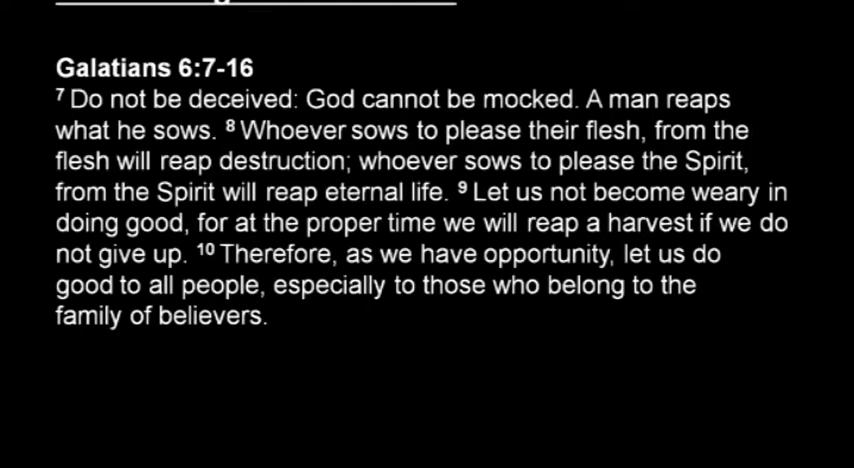 Galatians 6:7-16
⁷ Do not be deceived: God cannot be mocked. A man reaps
what he sows. ⁸ Whoever sows to please their flesh, from the
flesh will reap destruction; whoever sows to please the Spirit,
from the Spirit will reap eternal life. ⁹ Let us not become weary in
doing good, for at the proper time we will reap a harvest if we do
not give up. ¹⁰ Therefore, as we have opportunity, let us do
good to all people, especially to those who belong to the
family of believers.